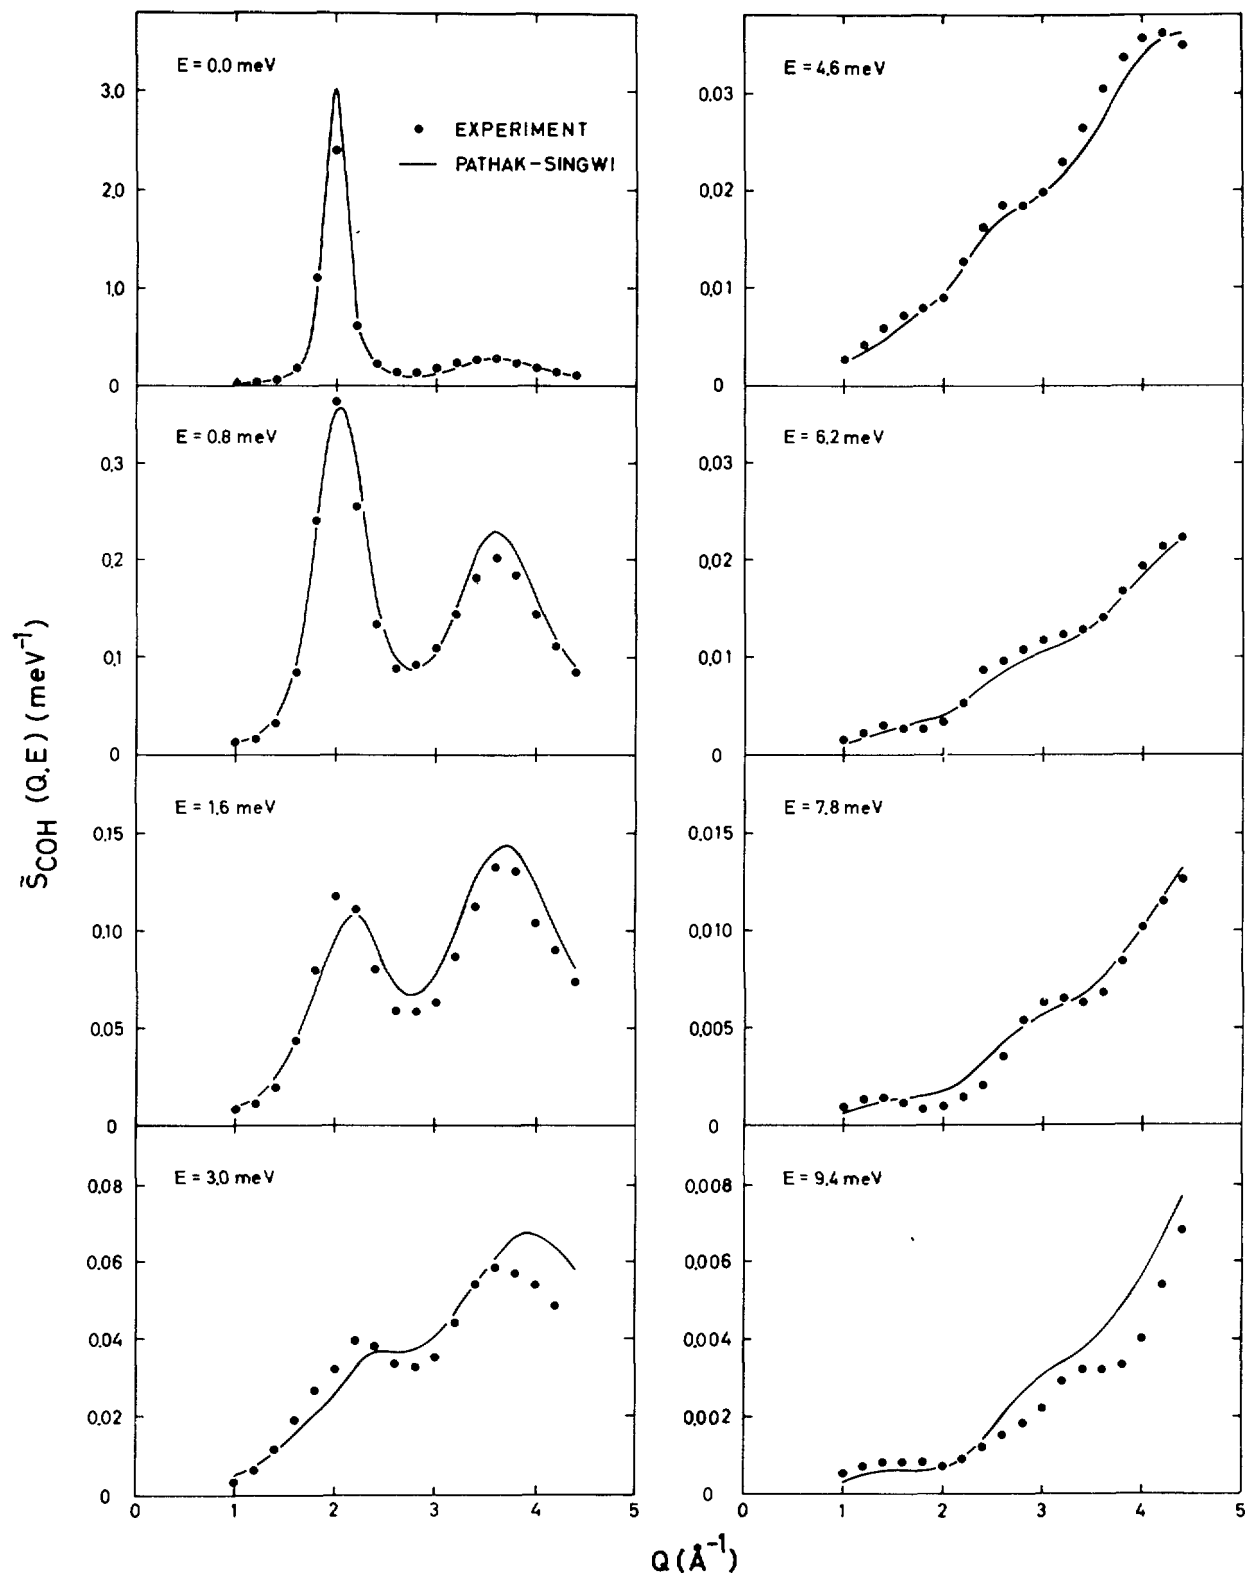 E = 0.0 meV
3.0
2.0
1.0
0
EXPERIMENT
PATHAK-SINGWI
E = 0.8 meV
0.3
0.2
0.1
0
E = 1.6 meV
0.15
0.10
0.05
0
E = 3.0 meV
0.08
0.06
0.04
0.02
0
0 1 2 3 4 5
E = 4.6 meV
0.03
0.02
0.01
0
E = 6.2 meV
0.03
0.02
0.01
0
E = 7.8 meV
0.015
0.010
0.005
0
E = 9.4 meV
0.008
0.006
0.004
0.002
0
0 1 2 3 4 5
S̃COH (Q,E) (meV⁻¹)
Q (Å⁻¹)